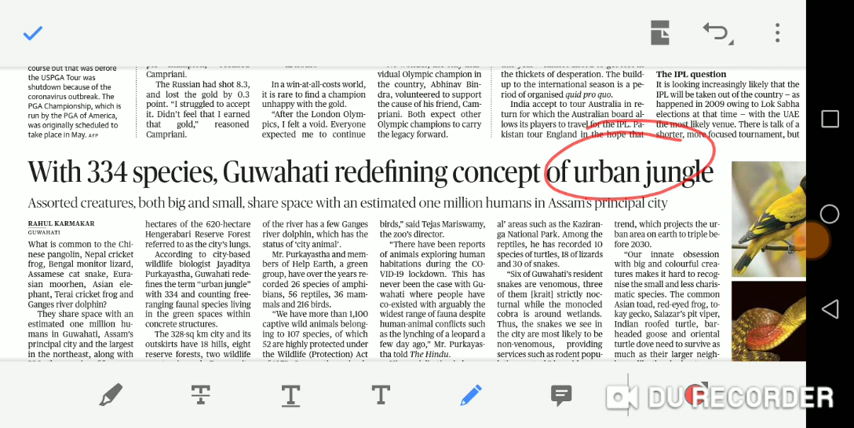 course but that was before
the USPGA Tour was
shutdown because of the
coronavirus outbreak. The
PGA Championship, which is
run by the PGA of America,
was originally scheduled to
take place in May. AFP
Campriani.
The Russian had shot 8.3,
and lost the gold by 0.3
point. “I struggled to accept
it. Didn’t feel that I earned
that gold,” reasoned
Campriani.
In a win-at-all-costs world,
it is rare to find a champion
unhappy with the gold.
“After the London Olym-
pics, I felt a void. Everyone
expected me to continue
vidual Olympic champion in
the country, Abhinav Bin-
dra, volunteered to support
the cause of his friend, Cam-
priani. Both expect other
Olympic champions to carry
the legacy forward.
the thickets of desperation. The build-
up to the international season is a pe-
riod of organised quid pro quo.
India accept to tour Australia in re-
turn for which the Australian board al-
lows its players to travel for the IPL. Pa-
kistan tour England in the hope that
The IPL question
It is looking increasingly likely that the
IPL will be taken out of the country – as
happened in 2009 owing to Lok Sabha
elections at that time – with the UAE
the most likely venue. There is talk of a
shorter, more focused tournament, but
With 334 species, Guwahati redefining concept of urban jungle
Assorted creatures, both big and small, share space with an estimated one million humans in Assam’s principal city
RAHUL KARMAKAR
GUWAHATI
What is common to the Chi-
nese pangolin, Nepal cricket
frog, Bengal monitor lizard,
Assamese cat snake, Eura-
sian moorhen, Asian ele-
phant, Terai cricket frog and
Ganges river dolphin?
They share space with an
estimated one million hu-
mans in Guwahati, Assam’s
principal city and the largest
in the northeast, along with
hectares of the 620-hectare
Hengerabari Reserve Forest
referred to as the city’s lungs.
According to city-based
wildlife biologist Jayaditya
Purkayastha, Guwahati rede-
fines the term “urban jungle”
with 334 and counting free-
ranging faunal species living
in the green spaces within
concrete structures.
The 328-sq km city and its
outskirts have 18 hills, eight
reserve forests, two wildlife
of the river has a few Ganges
river dolphin, which has the
status of ‘city animal’.
Mr. Purkayastha and mem-
bers of Help Earth, a green
group, have over the years re-
corded 26 species of amphi-
bians, 56 reptiles, 36 mam-
mals and 216 birds.
“We have more than 1,100
captive wild animals belong-
ing to 107 species, of which
52 are highly protected under
the Wildlife (Protection) Act
birds,” said Tejas Mariswamy,
the zoo’s director.
“There have been reports
of animals exploring human
habitations during the CO-
VID-19 lockdown. This has
never been the case with Gu-
wahati where people have
co-existed with arguably the
widest range of fauna despite
human-animal conflicts such
as the lynching of a leopard a
few day ago,” Mr. Purkayas-
tha told The Hindu.
al’ areas such as the Kaziran-
ga National Park. Among
the reptiles, he has recorded 10
species of turtles, 18 of lizards
and 30 of snakes.
“Six of Guwahati’s resident
snakes are venomous, three
of them [krait] strictly noc-
turnal while the monocled
cobra is around wetlands.
Thus, the snakes we see in
the city are most likely to be
non-venomous, providing
services such as rodent popu-
trend, which projects the ur-
ban area on earth to triple be-
fore 2030.
“Our innate obsession
with big and colourful crea-
tures makes it hard to recog-
nise the small and less charis-
matic species. The common
Asian toad, red-eyed frog, to-
kay gecko, Salazar’s pit viper,
Indian roofed turtle, bar-
headed goose and oriental
turtle dove need to survive as
much as their larger neigh-
T
T
T
DU RECORDER